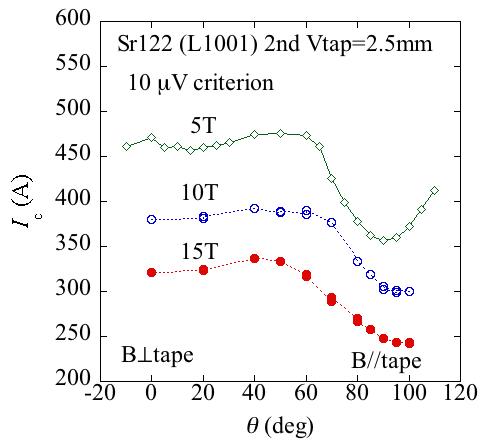 600
550
500
450
400
350
300
250
200
I_c (A)
Sr122 (L1001) 2nd Vtap=2.5mm
10 μV criterion
5T
10T
15T
B⊥tape
B//tape
-20 0 20 40 60 80 100 120
θ (deg)